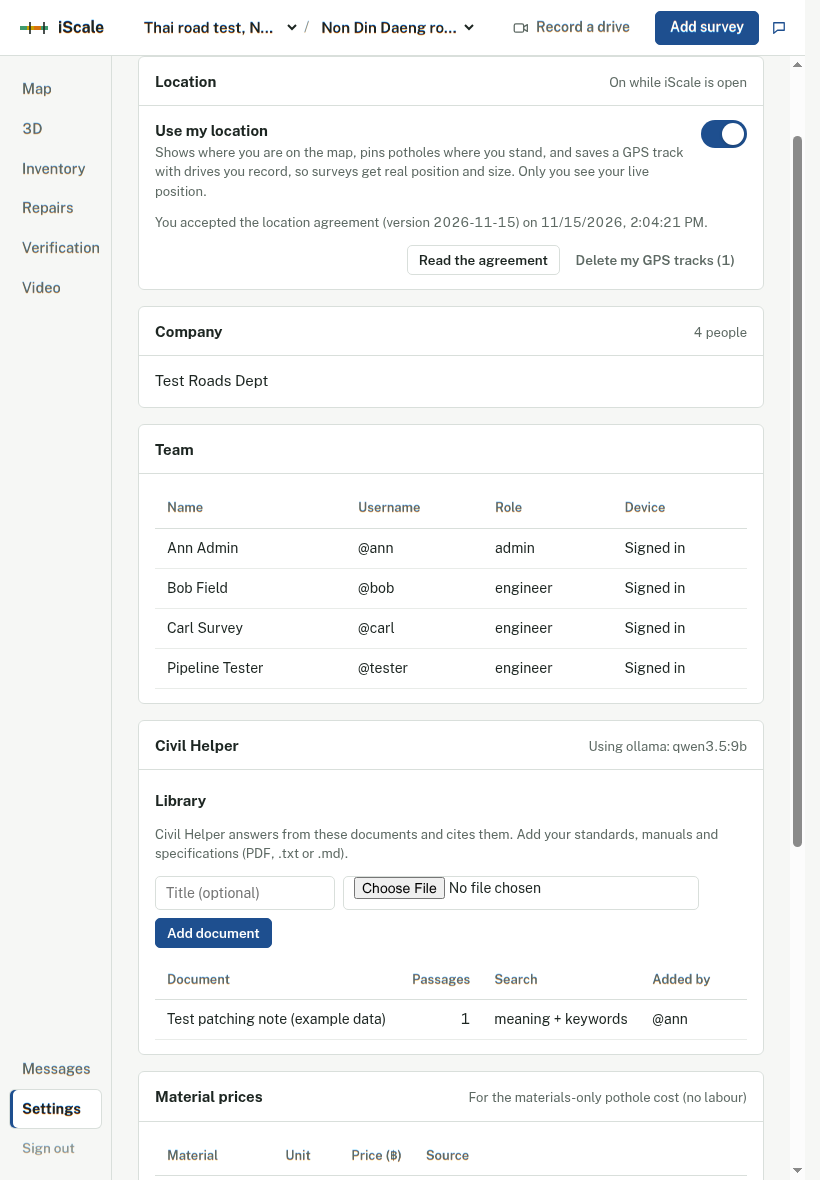 iScale
Thai road test, N... / Non Din Daeng ro...
Record a drive
Add survey
Map
3D
Inventory
Repairs
Verification
Video
Messages
Settings
Sign out
Location
On while iScale is open
Use my location
Shows where you are on the map, pins potholes where you stand, and saves a GPS track
with drives you record, so surveys get real position and size. Only you see your live
position.
You accepted the location agreement (version 2026-11-15) on 11/15/2026, 2:04:21 PM.
Read the agreement
Delete my GPS tracks (1)
Company
4 people
Test Roads Dept
Team
Name Username Role Device
Ann Admin @ann admin Signed in
Bob Field @bob engineer Signed in
Carl Survey @carl engineer Signed in
Pipeline Tester @tester engineer Signed in
Civil Helper
Using ollama: qwen3.5:9b
Library
Civil Helper answers from these documents and cites them. Add your standards, manuals and
specifications (PDF, .txt or .md).
Title (optional)
Choose File No file chosen
Add document
Document Passages Search Added by
Test patching note (example data) 1 meaning + keywords @ann
Material prices
For the materials-only pothole cost (no labour)
Material Unit Price (฿) Source